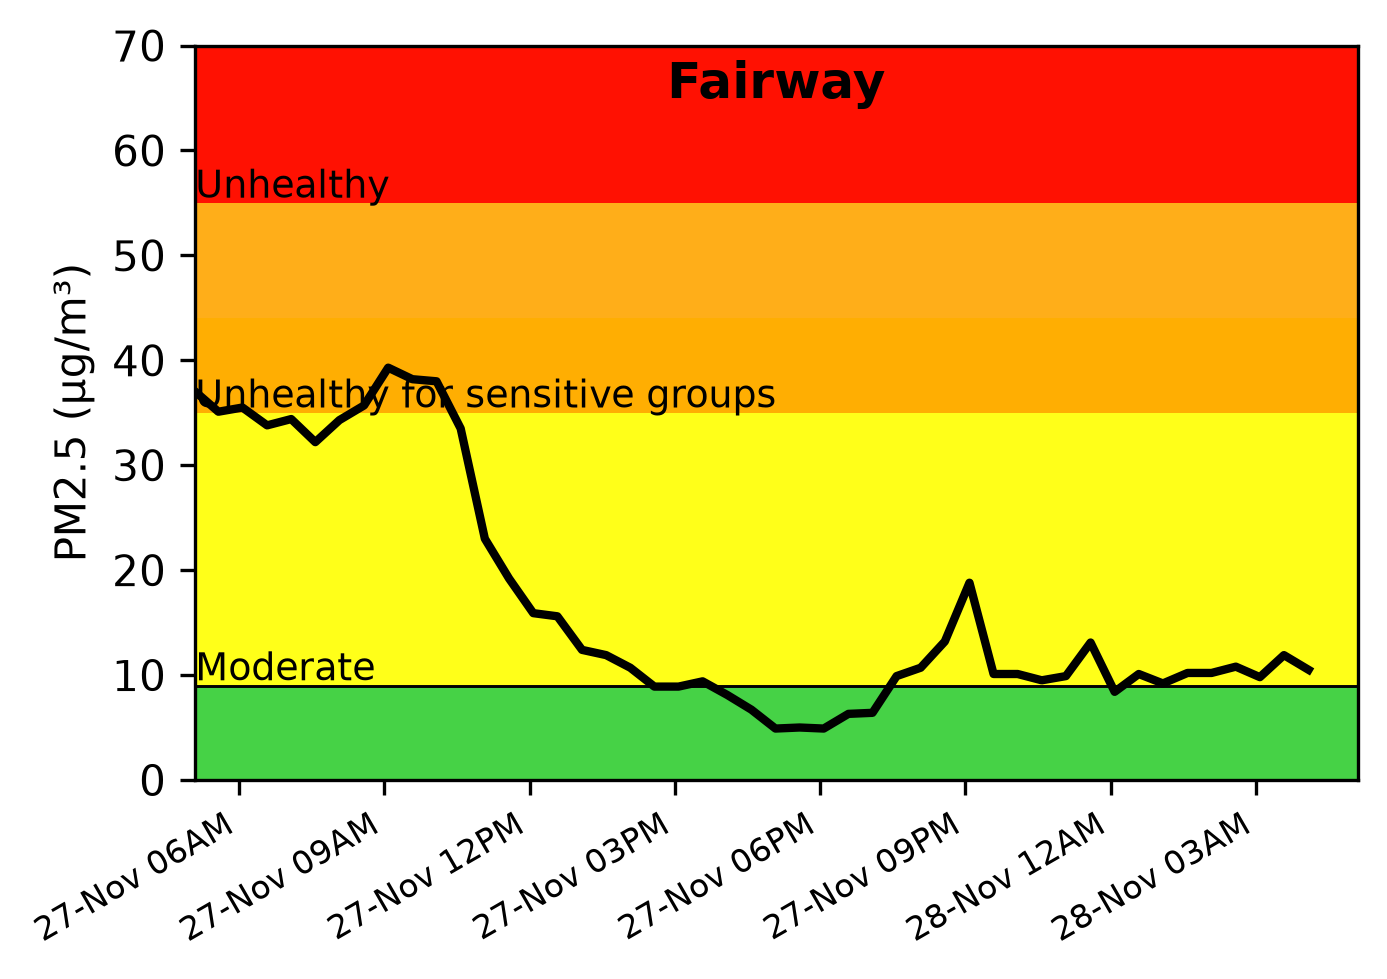 Fairway
70
60
50
40
30
20
10
0
PM2.5 (µg/m³)
Unhealthy
Unhealthy for sensitive groups
Moderate
27-Nov 06AM
27-Nov 09AM
27-Nov 12PM
27-Nov 03PM
27-Nov 06PM
27-Nov 09PM
28-Nov 12AM
28-Nov 03AM